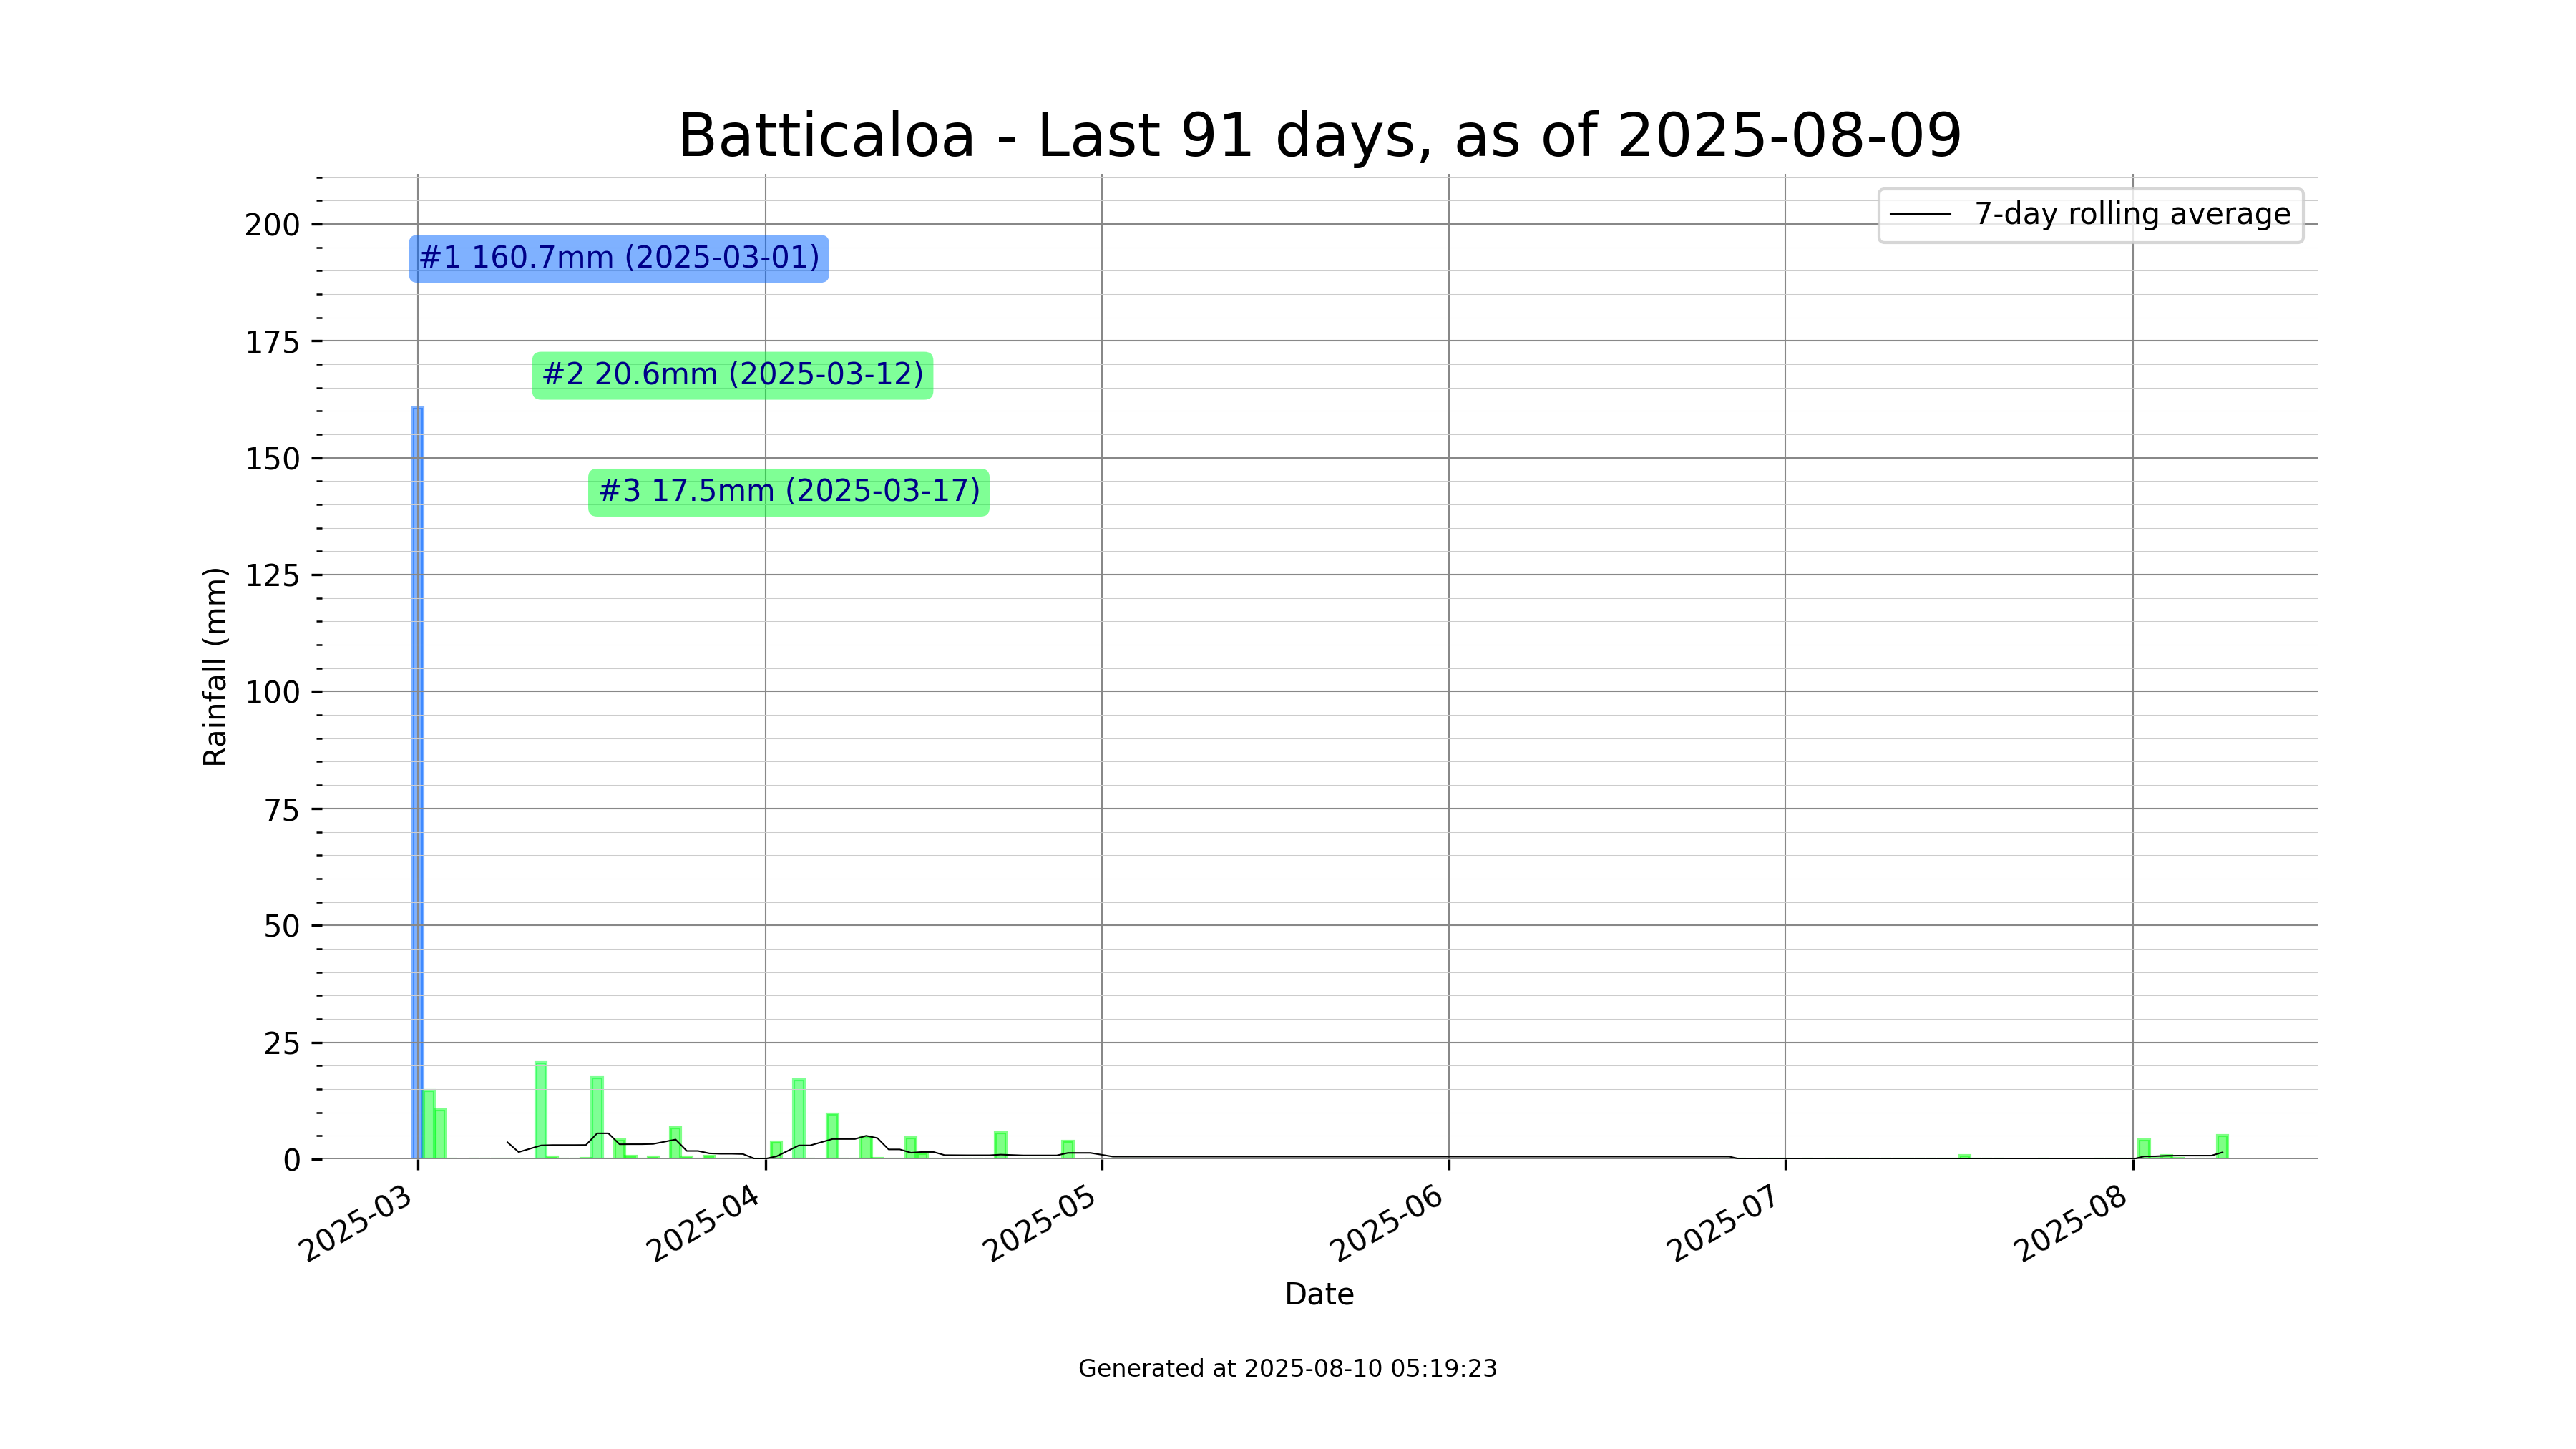 Batticaloa - Last 91 days, as of 2025-08-09
7-day rolling average
#1 160.7mm (2025-03-01)
#2 20.6mm (2025-03-12)
#3 17.5mm (2025-03-17)
Rainfall (mm)
200
175
150
125
100
75
50
25
0
2025-03
2025-04
2025-05
2025-06
2025-07
2025-08
Date
Generated at 2025-08-10 05:19:23